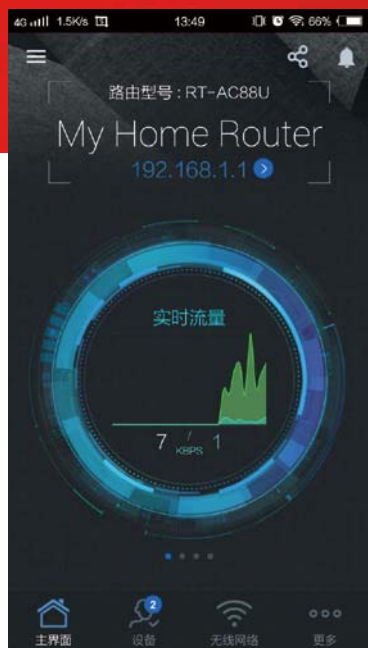 4G 1.5K/s 13:49 66%
路由型号：RT-AC88U
My Home Router
192.168.1.1
实时流量
7 / 1
KBPS
2
主界面 设备 无线网络 更多